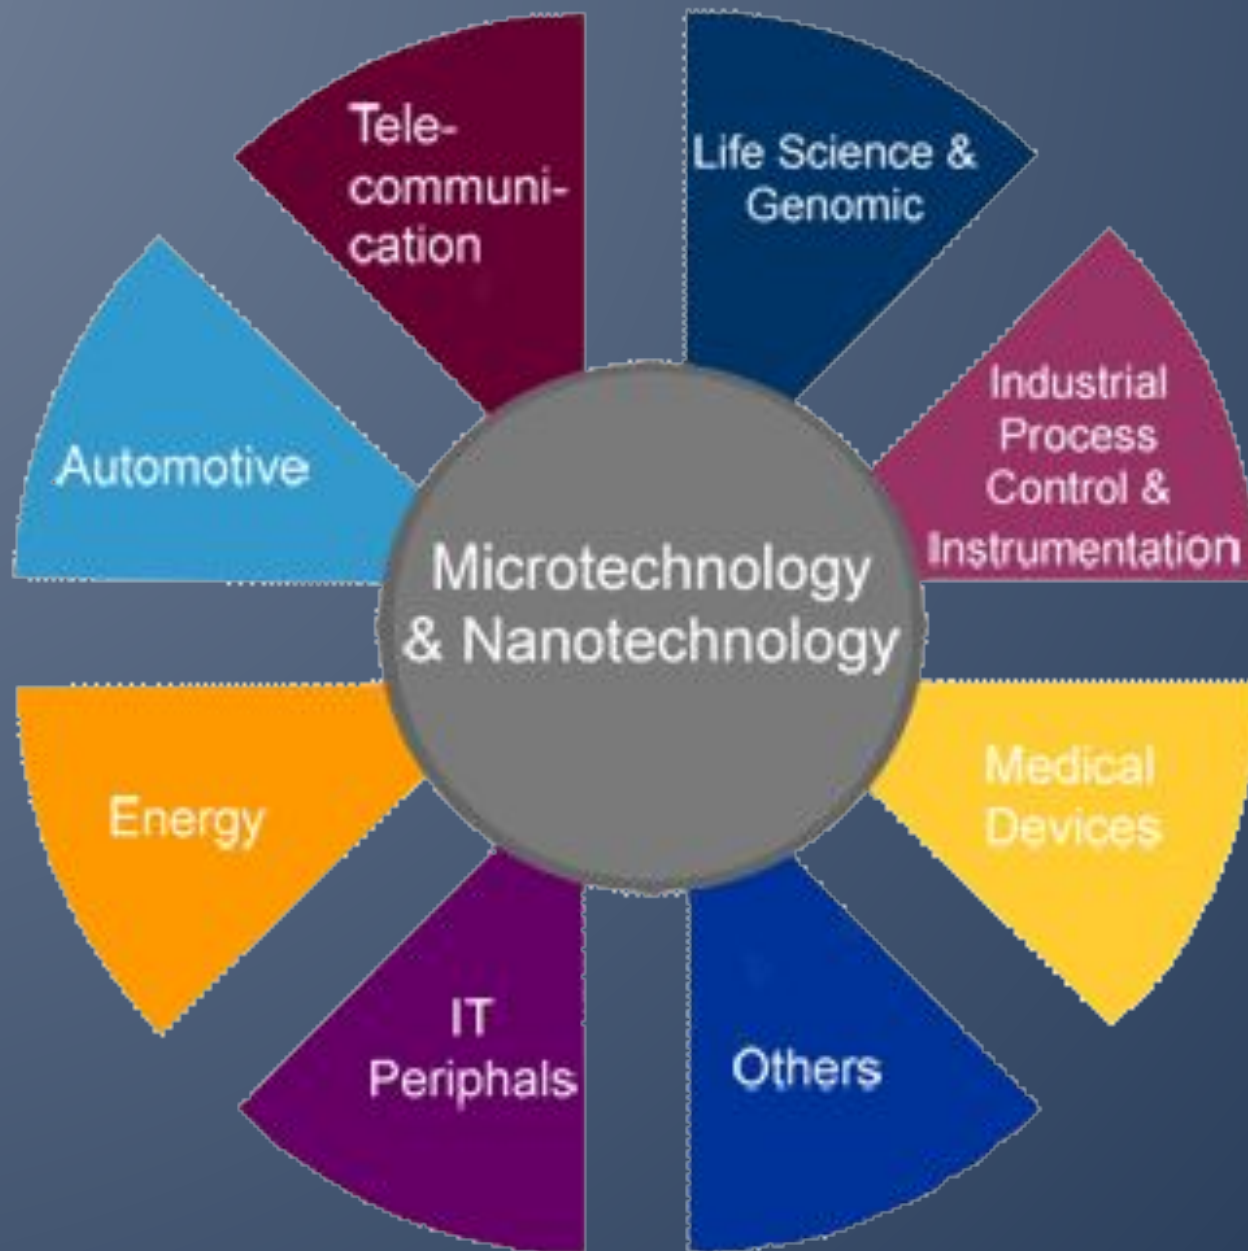 Tele-
communi-
cation
Life Science &
Genomic
Industrial
Process
Control &
Instrumentation
Automotive
Microtechnology
& Nanotechnology
Energy
Medical
Devices
IT
Periphals
Others